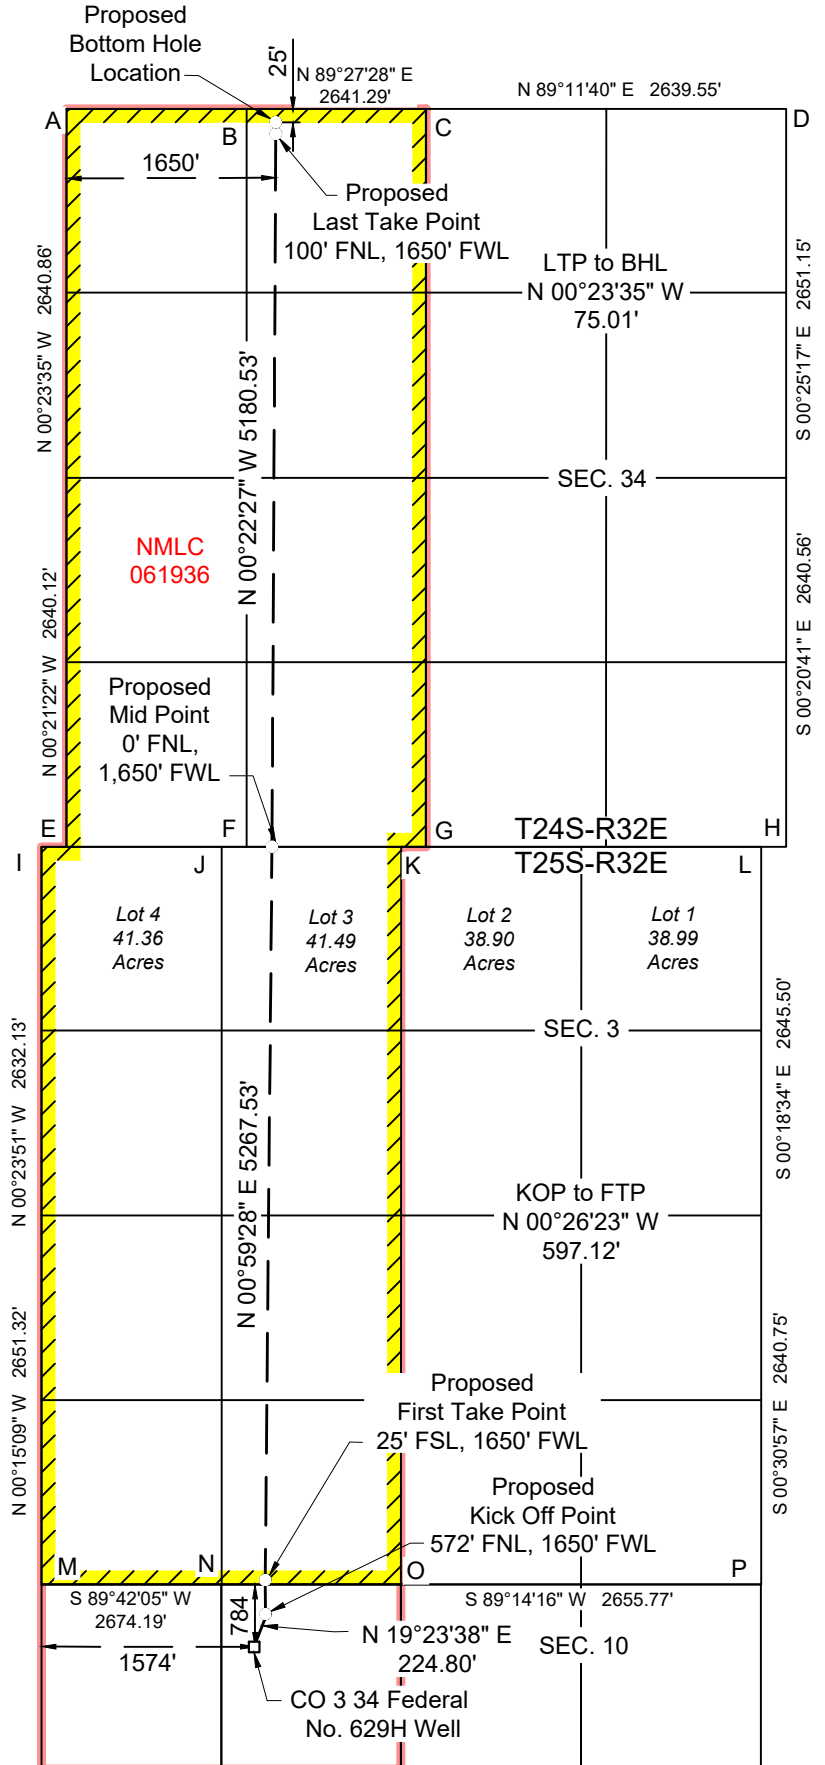 Proposed
Bottom Hole
Location
25'
N 89°27'28" E
2641.29'
N 89°11'40" E 2639.55'
A
B
C
D
1650'
Proposed
Last Take Point
100' FNL, 1650' FWL
LTP to BHL
N 00°23'35" W
75.01'
N 00°23'35" W 2640.86'
S 00°25'17" E 2651.15'
N 00°22'27" W 5180.53'
SEC. 34
NMLC
061936
N 00°21'22" W 2640.12'
S 00°20'41" E 2640.56'
Proposed
Mid Point
0' FNL,
1,650' FWL
E
F
G
T24S-R32E
H
I
J
K
T25S-R32E
L
Lot 4
41.36
Acres
Lot 3
41.49
Acres
Lot 2
38.90
Acres
Lot 1
38.99
Acres
SEC. 3
N 00°23'51" W 2632.13'
S 00°18'34" E 2645.50'
N 00°59'28" E 5267.53'
KOP to FTP
N 00°26'23" W
597.12'
N 00°15'09" W 2651.32'
S 00°30'57" E 2640.75'
Proposed
First Take Point
25' FSL, 1650' FWL
Proposed
Kick Off Point
572' FNL, 1650' FWL
M
N
O
P
S 89°42'05" W
2674.19'
S 89°14'16" W 2655.77'
784
1574'
N 19°23'38" E
224.80'
SEC. 10
CO 3 34 Federal
No. 629H Well